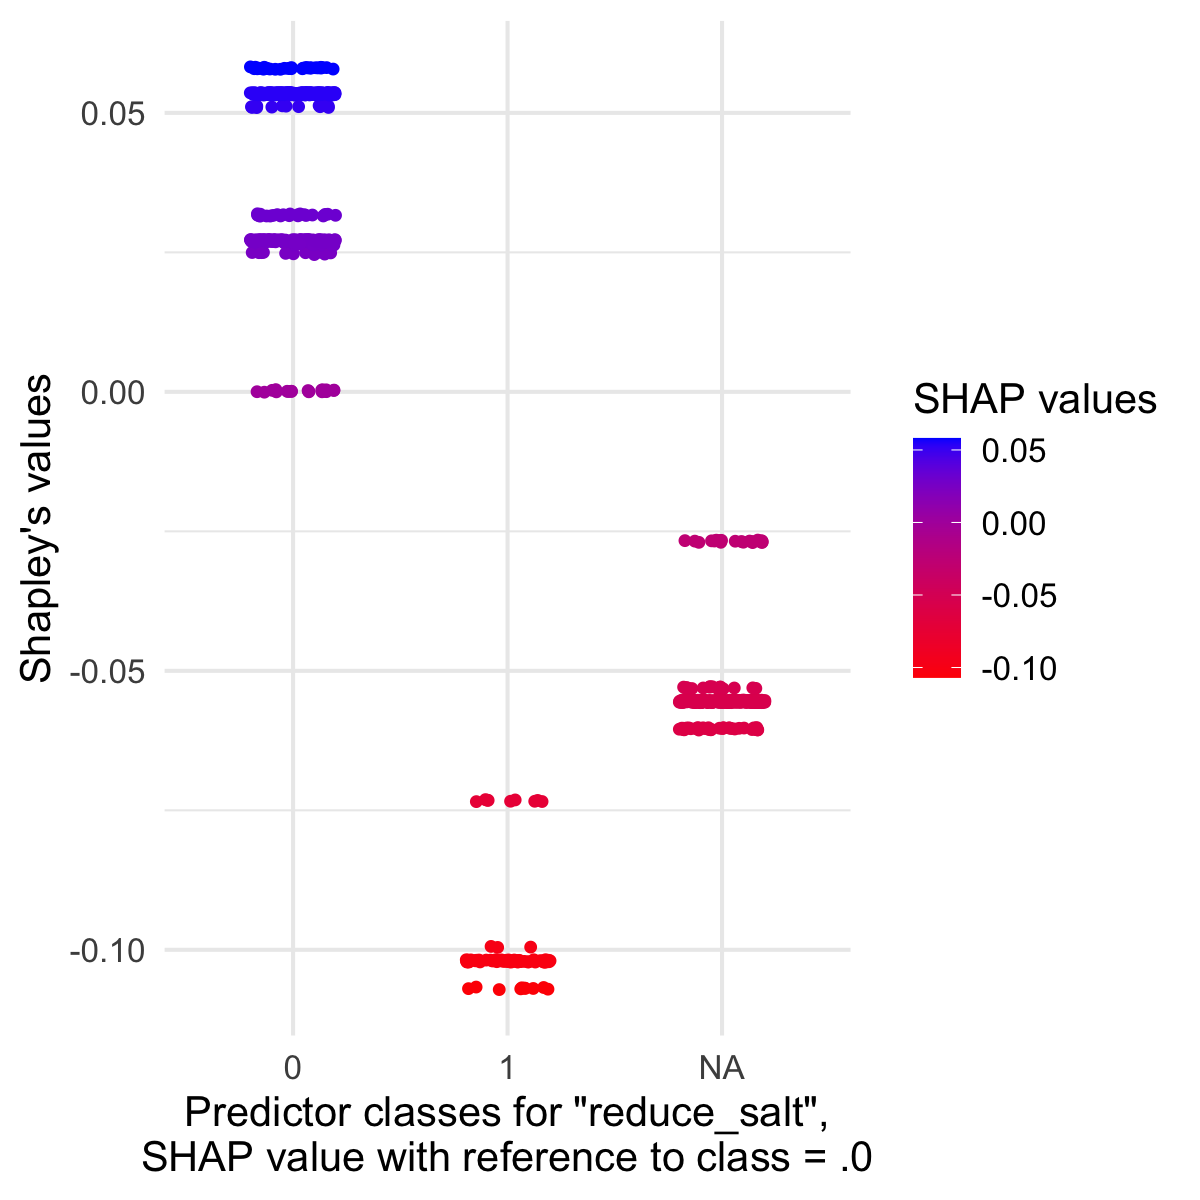 Shapley's values
0.05
0.00
-0.05
-0.10
0
1
NA
Predictor classes for "reduce_salt",
SHAP value with reference to class = .0
SHAP values
0.05
0.00
-0.05
-0.10